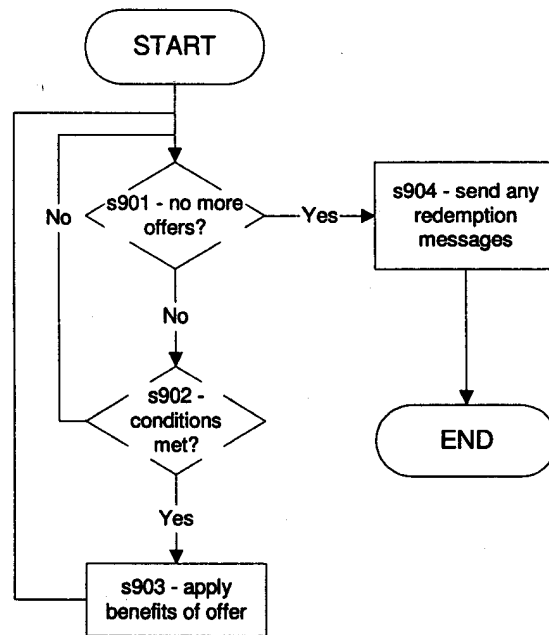 START
s901 - no more
offers?
No
Yes
s904 - send any
redemption
messages
No
s902 -
conditions
met?
END
Yes
s903 - apply
benefits of offer